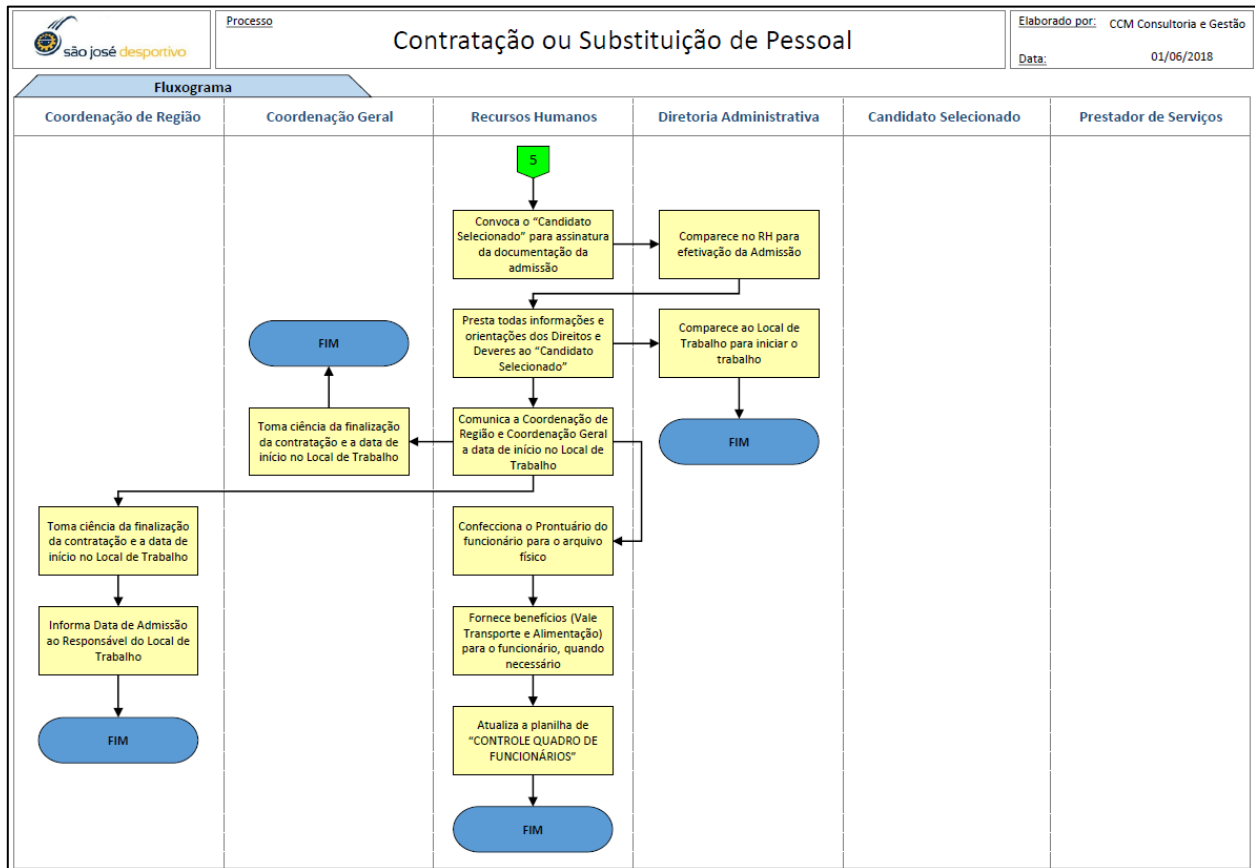 são josé desportivo
Processo
Contratação ou Substituição de Pessoal
Elaborado por: CCM Consultoria e Gestão
Data: 01/06/2018
Fluxograma
Coordenação de Região
Coordenação Geral
Recursos Humanos
Diretoria Administrativa
Candidato Selecionado
Prestador de Serviços
5
Convoca o “Candidato
Selecionado” para assinatura
da documentação da
admissão
Comparece no RH para
efetivação da Admissão
Presta todas informações e
orientações dos Direitos e
Deveres ao “Candidato
Selecionado”
Comparece ao Local de
Trabalho para iniciar o
trabalho
FIM
FIM
Comunica a Coordenação de
Região e Coordenação Geral
a data de início no Local de
Trabalho
Toma ciência da finalização
da contratação e a data de
início no Local de Trabalho
Toma ciência da finalização
da contratação e a data de
início no Local de Trabalho
Confecciona o Prontuário do
funcionário para o arquivo
físico
Informa Data de Admissão
ao Responsável do Local de
Trabalho
Fornece benefícios (Vale
Transporte e Alimentação)
para o funcionário, quando
necessário
FIM
Atualiza a planilha de
“CONTROLE QUADRO DE
FUNCIONÁRIOS”
FIM